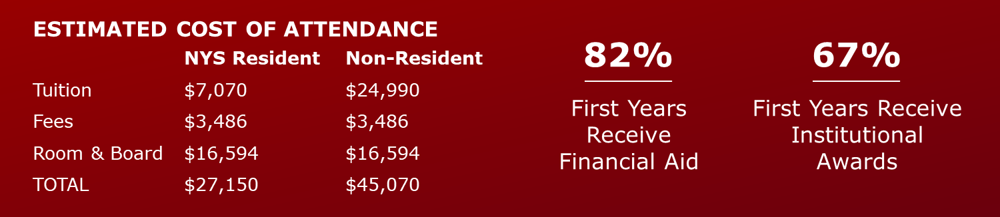 ESTIMATED COST OF ATTENDANCE
NYS Resident Non-Resident
Tuition $7,070 $24,990
Fees $3,486 $3,486
Room & Board $16,594 $16,594
TOTAL $27,150 $45,070
82%
First Years
Receive
Financial Aid
67%
First Years Receive
Institutional
Awards